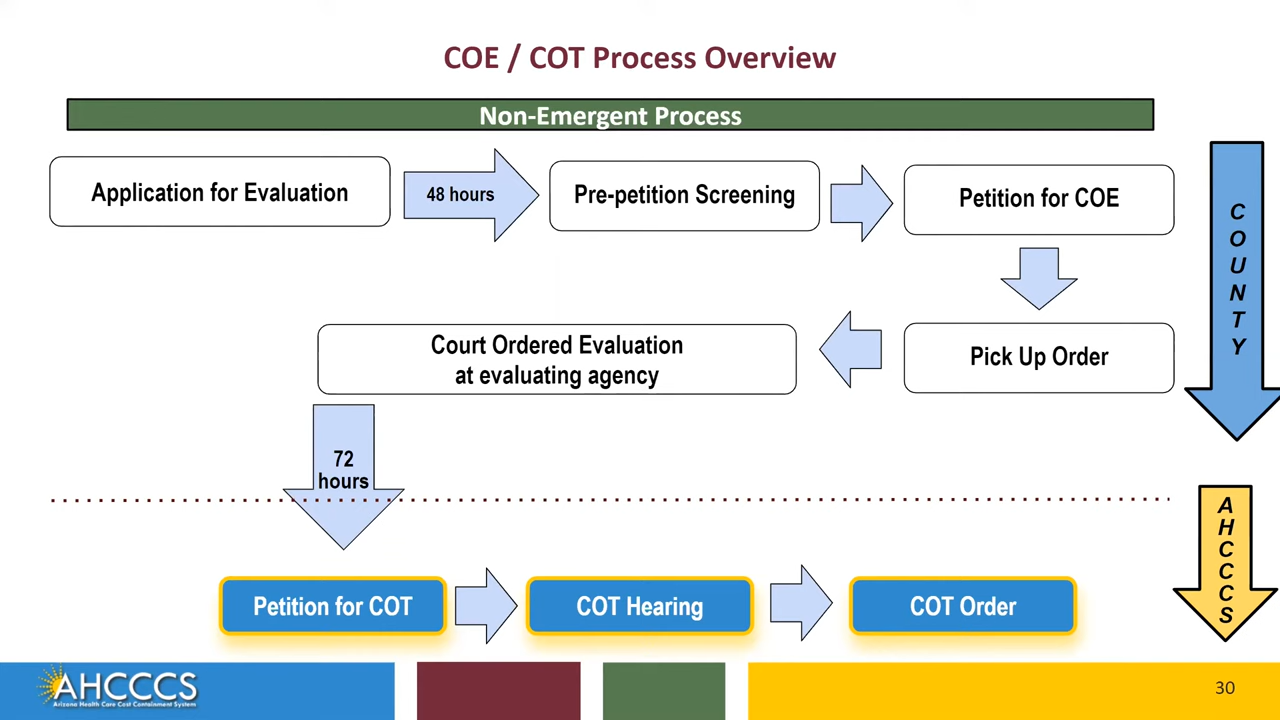 COE / COT Process Overview
Non-Emergent Process
Application for Evaluation
48 hours
Pre-petition Screening
Petition for COE
COUNTY
Court Ordered Evaluation
at evaluating agency
Pick Up Order
72
hours
AHCCCS
Petition for COT
COT Hearing
COT Order
AHCCCS
Arizona Health Care Cost Containment System
30